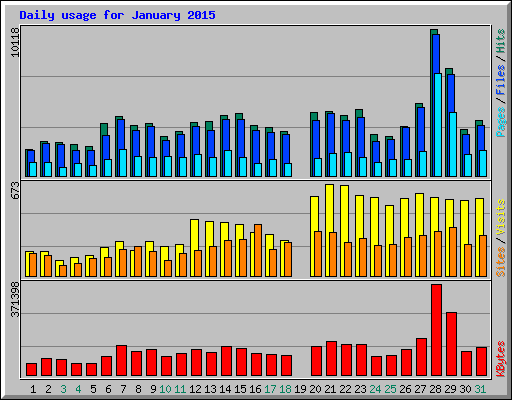 Daily usage for January 2015
10118
Pages / Files / Hits
673
Sites / Visits
371398
KBytes
1 2 3 4 5 6 7 8 9 10 11 12 13 14 15 16 17 18 19 20 21 22 23 24 25 26 27 28 29 30 31